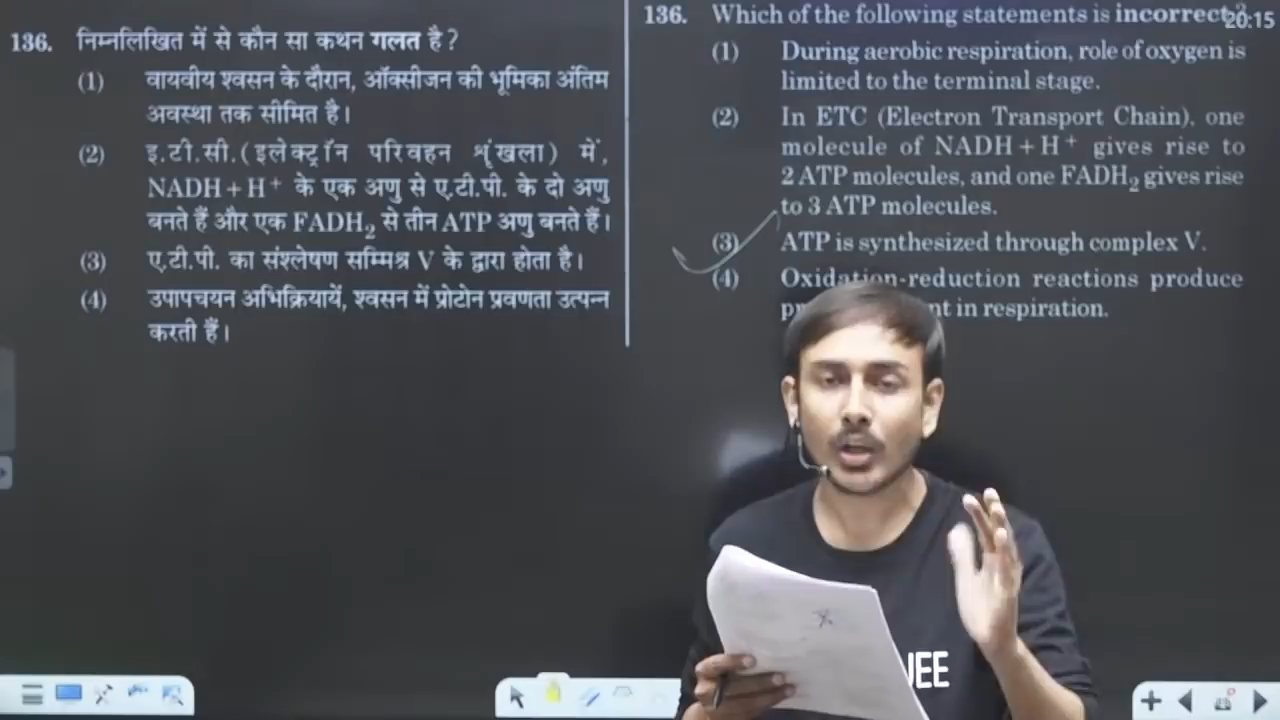 136. निम्नलिखित में से कौन सा कथन गलत है ?
(1) वायवीय श्वसन के दौरान, ऑक्सीजन की भूमिका अंतिम
अवस्था तक सीमित है।
(2) इ.टी.सी.(इलेक्ट्रॉन परिवहन शृंखला) में,
NADH + H⁺ के एक अणु से ए.टी.पी. के दो अणु
बनते हैं और एक FADH₂ से तीन ATP अणु बनते हैं।
(3) ए.टी.पी. का संश्लेषण सम्मिश्र V के द्वारा होता है।
(4) उपापचयन अभिक्रियायें, श्वसन में प्रोटोन प्रवणता उत्पन्न
करती हैं।
136. Which of the following statements is incorrect ?
20:15
(1) During aerobic respiration, role of oxygen is
limited to the terminal stage.
(2) In ETC (Electron Transport Chain), one
molecule of NADH + H⁺ gives rise to
2 ATP molecules, and one FADH₂ gives rise
to 3 ATP molecules.
(3) ATP is synthesized through complex V.
(4) Oxidation-reduction reactions produce
in respiration.
JEE